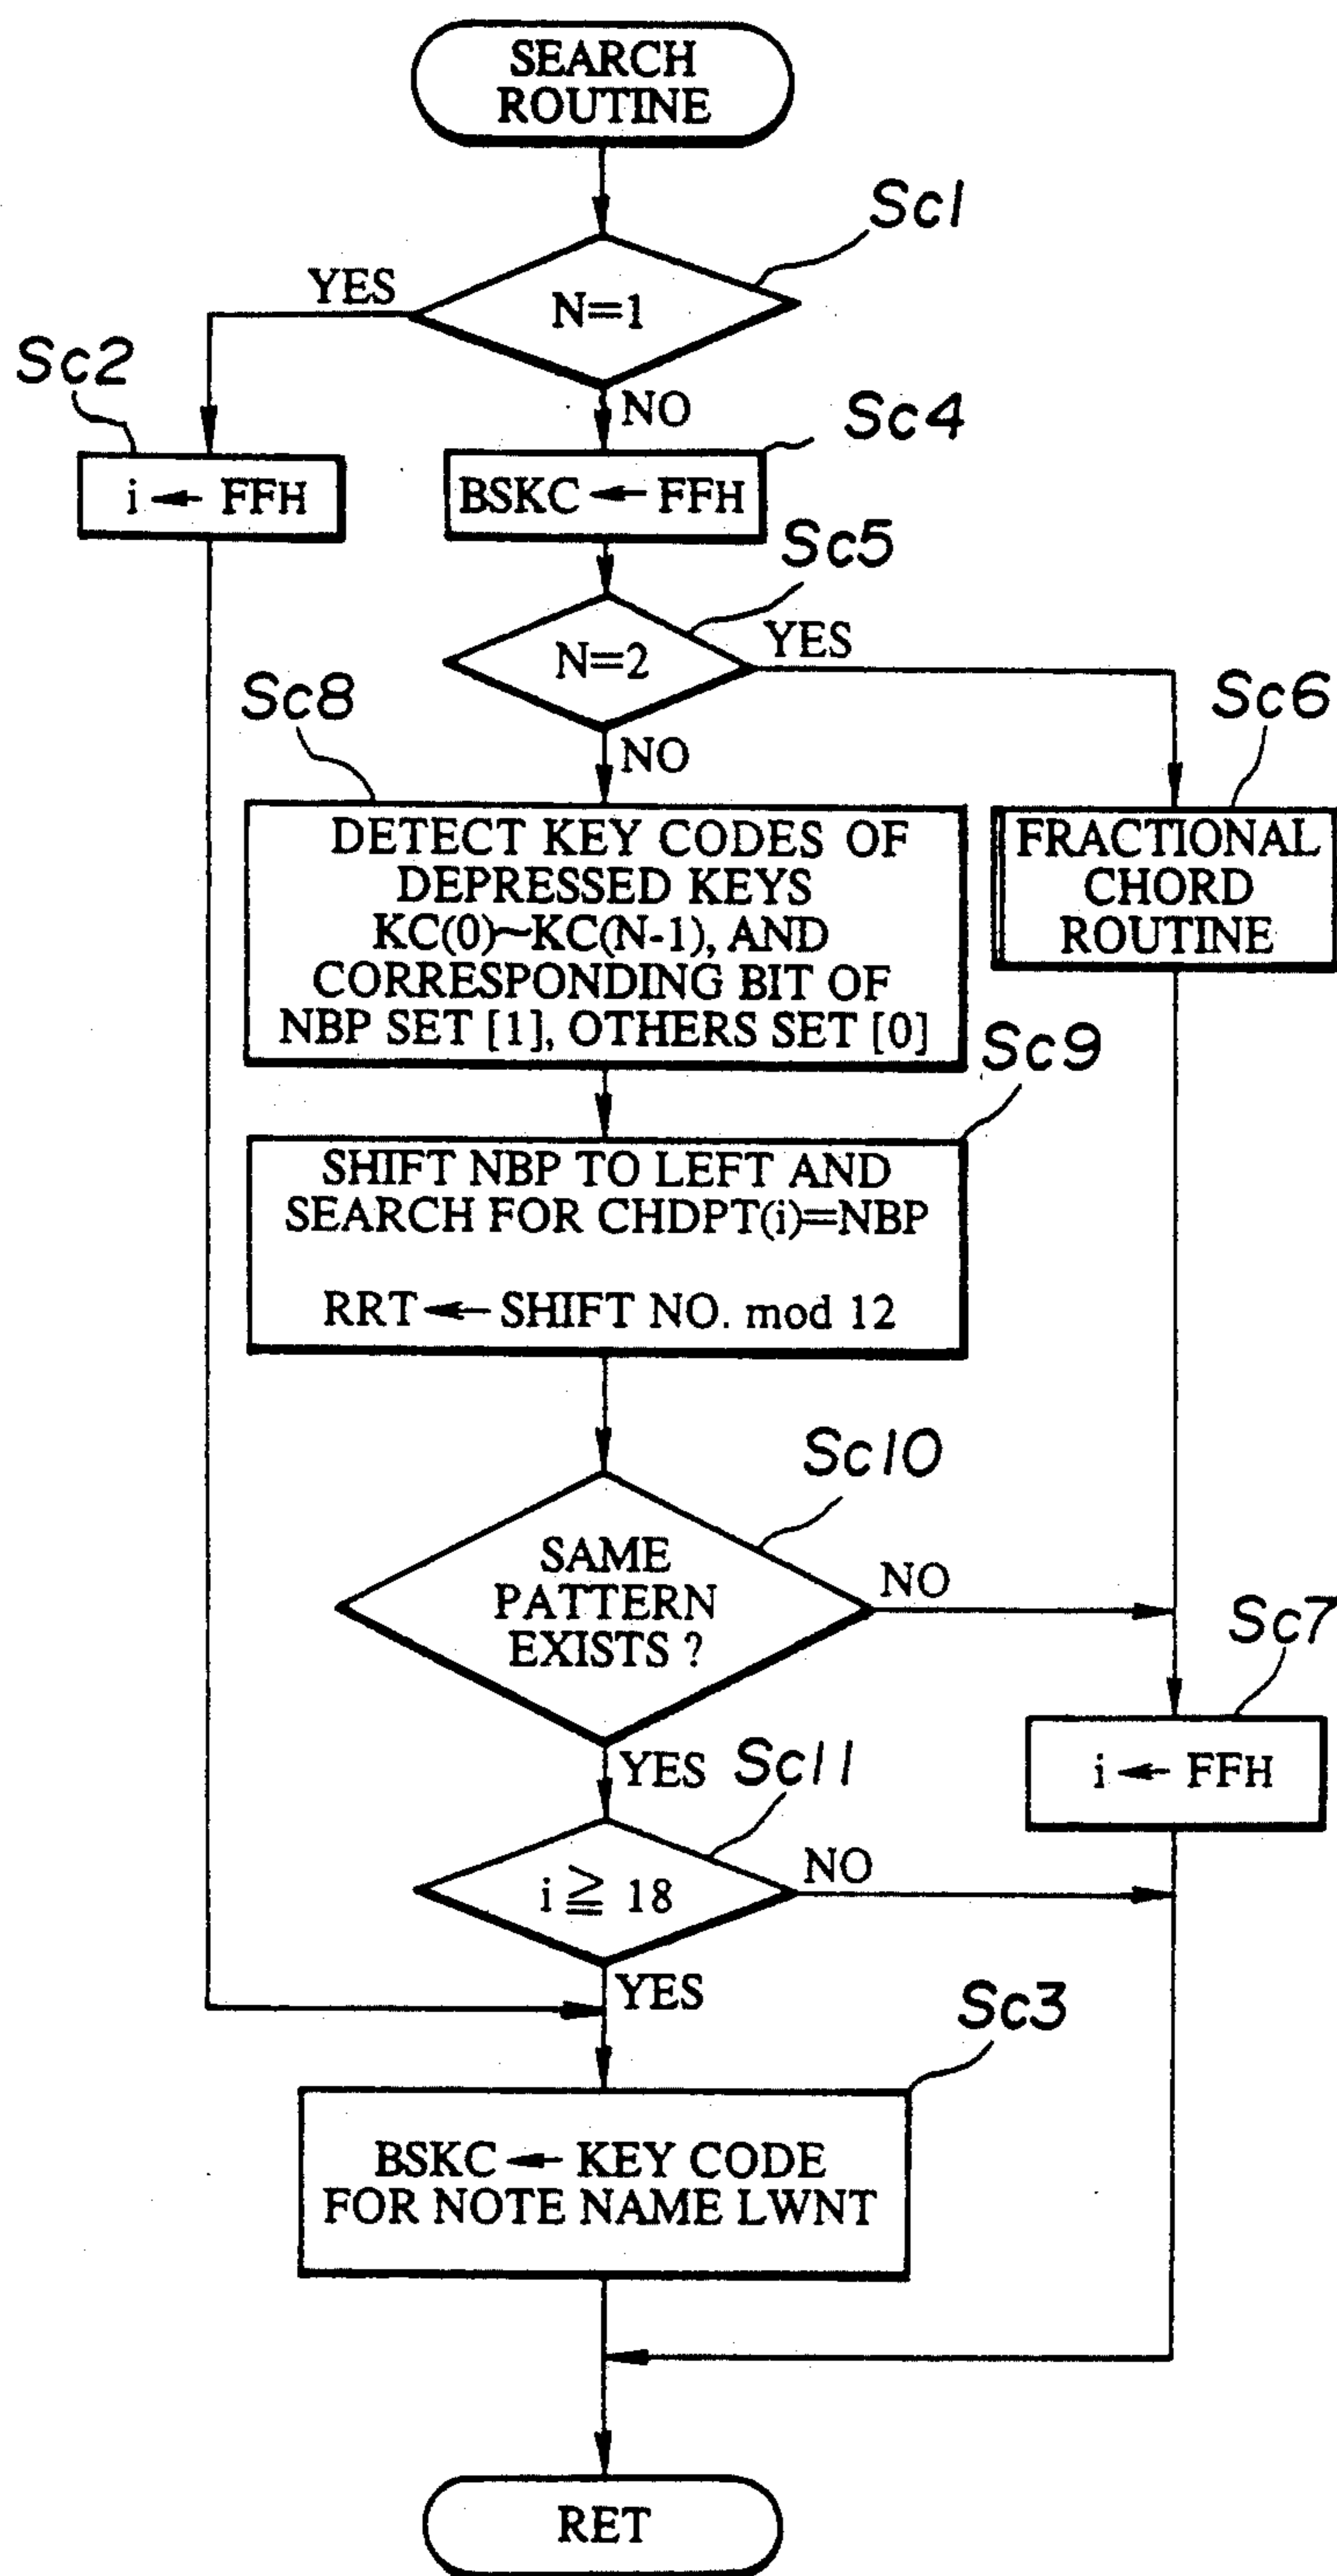 SEARCH
ROUTINE
Sc1
YES
N=1
Sc2
NO
Sc4
i ← FFH
BSKC ← FFH
Sc5
N=2
YES
Sc8
Sc6
NO
DETECT KEY CODES OF
DEPRESSED KEYS
KC(0)~KC(N-1), AND
CORRESPONDING BIT OF
NBP SET [1], OTHERS SET [0]
FRACTIONAL
CHORD
ROUTINE
Sc9
SHIFT NBP TO LEFT AND
SEARCH FOR CHDPT(i)=NBP
RRT ← SHIFT NO. mod 12
Sc10
SAME
PATTERN
EXISTS ?
NO
Sc7
YES
Sc11
i ← FFH
i ≧ 18
NO
YES
Sc3
BSKC ← KEY CODE
FOR NOTE NAME LWNT
RET